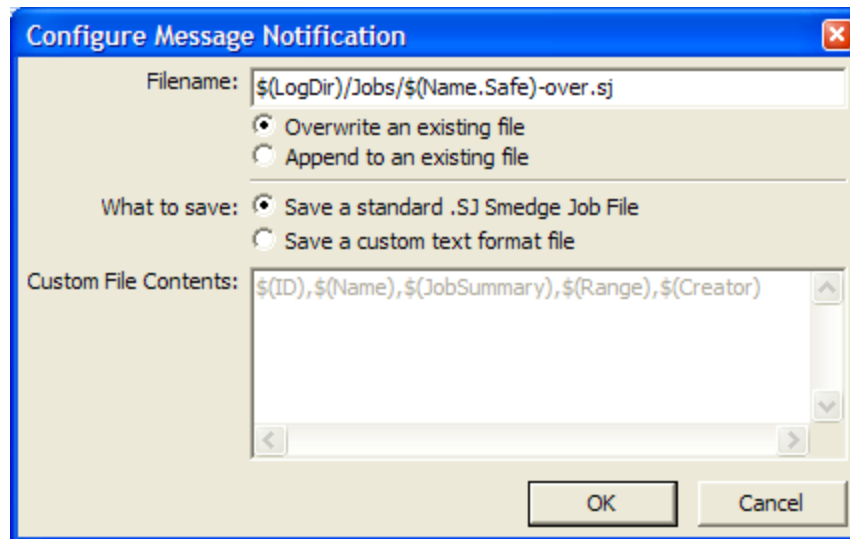 Configure Message Notification
Filename: $(LogDir)/Jobs/$(Name.Safe)-over.sj
Overwrite an existing file
Append to an existing file
What to save: Save a standard .SJ Smedge Job File
Save a custom text format file
Custom File Contents: $(ID),$(Name),$(JobSummary),$(Range),$(Creator)
OK Cancel